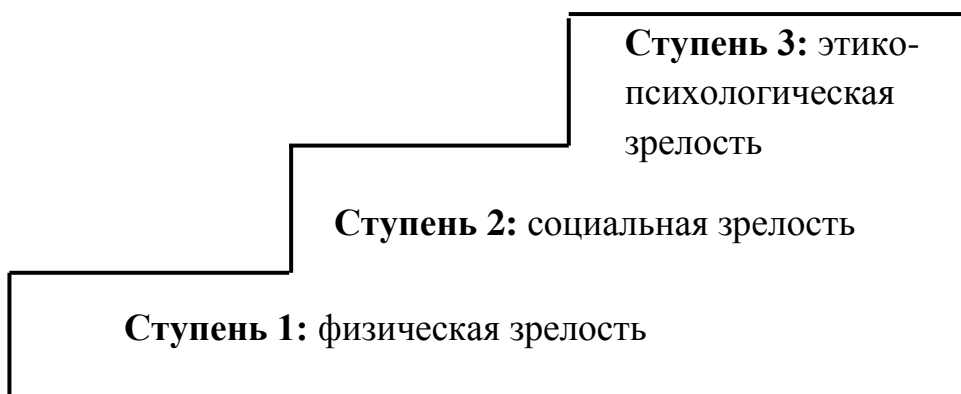 Ступень 3: этико-
психологическая
зрелость
Ступень 2: социальная зрелость
Ступень 1: физическая зрелость